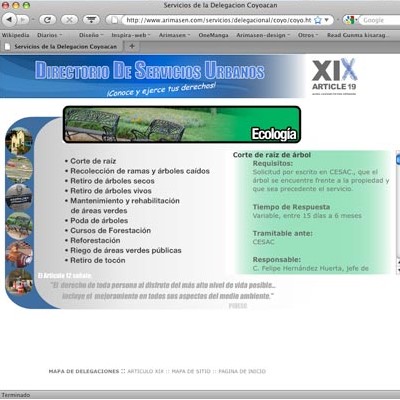 Servicios de la Delegacion Coyoacan
http://www.arimasen.com/servicios/delegacional/coyo/coyo.ht
Wikipedia Diarios Diseño Inspira-web Arimasen OneManga Arimasen-design Otros Read Gunma kisarag
Servicios de la Delegacion Coyoacan
DIRECTORIO DE SERVICIOS URBANOS
¡Conoce y ejerce tus derechos!
XIX
ARTICLE 19
Ecología
• Corte de raíz
• Recolección de ramas y árboles caídos
• Retiro de árboles secos
• Retiro de árboles vivos
• Mantenimiento y rehabilitación
de áreas verdes
• Poda de árboles
• Cursos de Forestación
• Reforestación
• Riego de áreas verdes públicas
• Retiro de tocón
Corte de raíz de árbol
Requisitos:
Solicitud por escrito en CESAC., que el
árbol se encuentre frente a la propiedad y
que sea precedente el servicio.
Tiempo de Respuesta
Variable, entre 15 días a 6 meses
Tramitable ante:
CESAC
Responsable:
C. Felipe Hernández Huerta, jefe de
El Artículo 12 señala:
"El derecho de toda persona al disfrute del más alto nivel de vida posible...
Incluye el mejoramiento en todos sus aspectos del medio ambiente."
PIDESC
MAPA DE DELEGACIONES :: ARTICULO XIX :: MAPA DE SITIO :: PAGINA DE INICIO
Terminado